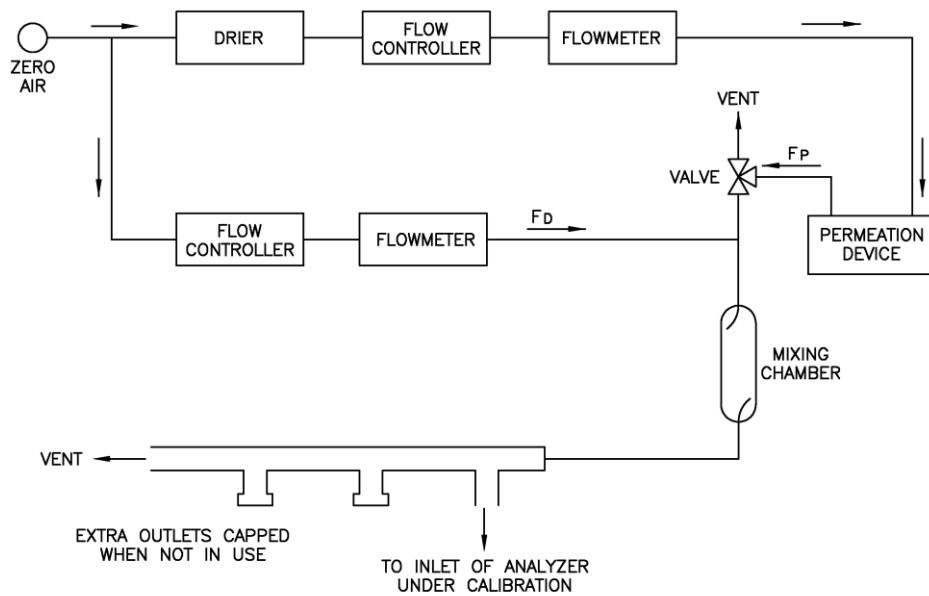 ZERO
AIR
DRIER
FLOW
CONTROLLER
FLOWMETER
VENT
VALVE
FP
FLOW
CONTROLLER
FLOWMETER
FD
PERMEATION
DEVICE
MIXING
CHAMBER
VENT
EXTRA OUTLETS CAPPED
WHEN NOT IN USE
TO INLET OF ANALYZER
UNDER CALIBRATION